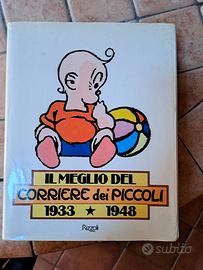 IL MEGLIO DEL
CORRIERE dei PICCOLI
1933 ★ 1948
Rizzoli
subito